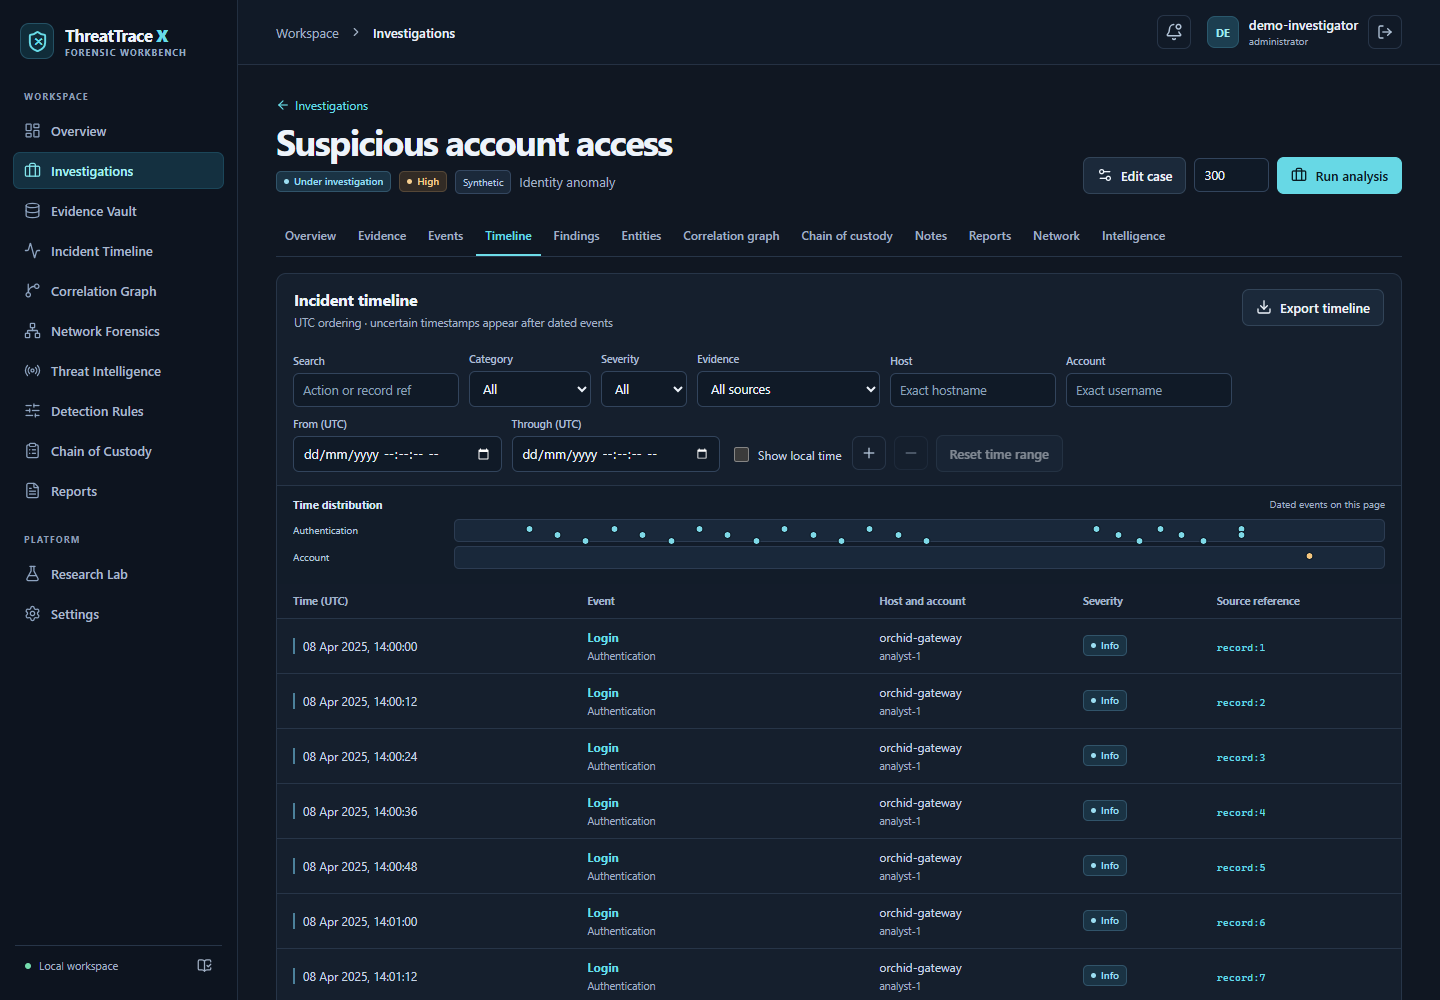 ThreatTrace X
FORENSIC WORKBENCH
WORKSPACE
Overview
Investigations
Evidence Vault
Incident Timeline
Correlation Graph
Network Forensics
Threat Intelligence
Detection Rules
Chain of Custody
Reports
PLATFORM
Research Lab
Settings
Local workspace
Workspace > Investigations
DE
demo-investigator
administrator
← Investigations
Suspicious account access
Under investigation High Synthetic Identity anomaly
Edit case 300 Run analysis
Overview Evidence Events Timeline Findings Entities Correlation graph Chain of custody Notes Reports Network Intelligence
Incident timeline
UTC ordering · uncertain timestamps appear after dated events
Export timeline
Search Category Severity Evidence Host Account
Action or record ref All All All sources Exact hostname Exact username
From (UTC) Through (UTC)
dd/mm/yyyy --:--:-- -- dd/mm/yyyy --:--:-- -- Show local time + − Reset time range
Time distribution Dated events on this page
Authentication
Account
Time (UTC) Event Host and account Severity Source reference
08 Apr 2025, 14:00:00 Login Authentication orchid-gateway analyst-1 Info record:1
08 Apr 2025, 14:00:12 Login Authentication orchid-gateway analyst-1 Info record:2
08 Apr 2025, 14:00:24 Login Authentication orchid-gateway analyst-1 Info record:3
08 Apr 2025, 14:00:36 Login Authentication orchid-gateway analyst-1 Info record:4
08 Apr 2025, 14:00:48 Login Authentication orchid-gateway analyst-1 Info record:5
08 Apr 2025, 14:01:00 Login Authentication orchid-gateway analyst-1 Info record:6
08 Apr 2025, 14:01:12 Login Authentication orchid-gateway analyst-1 Info record:7